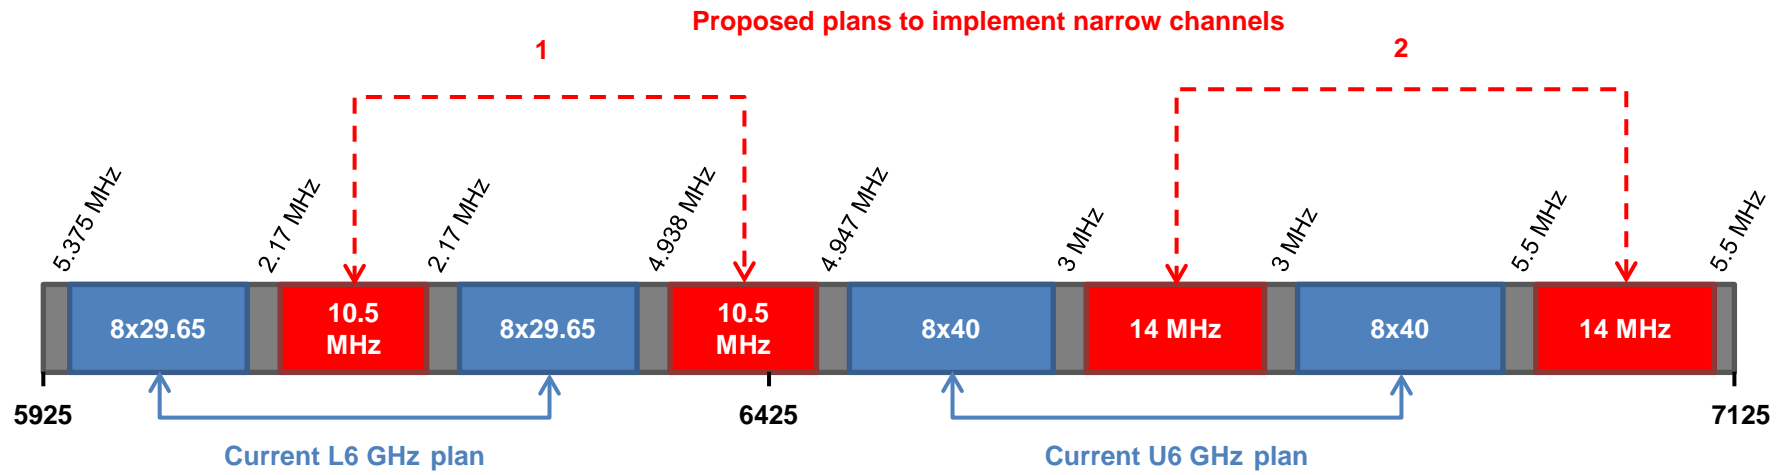 Proposed plans to implement narrow channels
1
2
5.375 MHz
2.17 MHz
2.17 MHz
4.938 MHz
4.947 MHz
3 MHz
3 MHz
5.5 MHz
5.5 MHz
8x29.65
10.5
MHz
8x29.65
10.5
MHz
8x40
14 MHz
8x40
14 MHz
5925
6425
7125
Current L6 GHz plan
Current U6 GHz plan